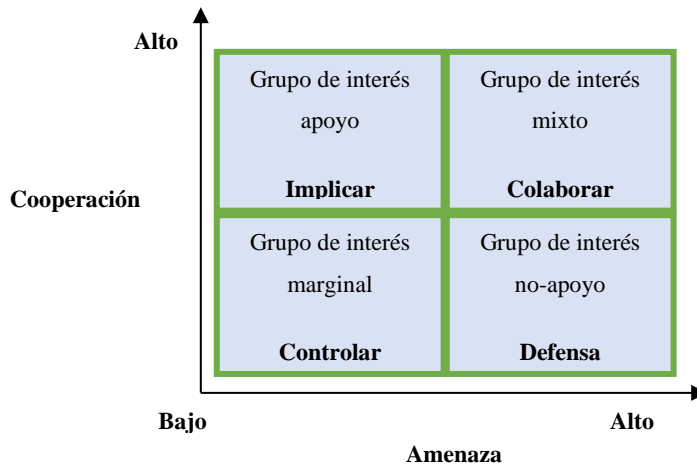 Alto
Grupo de interés
apoyo
Implicar
Grupo de interés
mixto
Colaborar
Cooperación
Grupo de interés
marginal
Controlar
Grupo de interés
no-apoyo
Defensa
Bajo
Alto
Amenaza